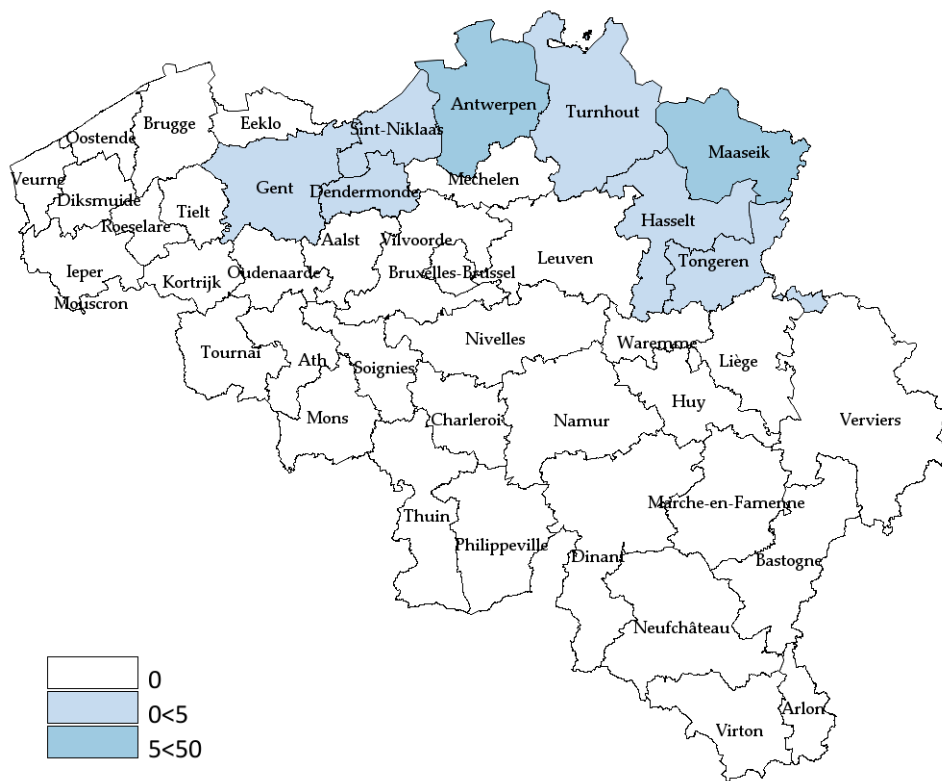 Antwerpen
Turnhout
Oostende
Brugge
Eeklo
Sint-Niklaas
Maaseik
Veurne
Diksmuide
Gent
Dendermonde
Mechelen
Roeselare
Tielt
Hasselt
Ieper
Kortrijk
Oudenaarde
Aalst
Vilvoorde
Bruxelles-Brussel
Leuven
Tongeren
Mouscron
Tournai
Ath
Soignies
Nivelles
Waremme
Liège
Mons
Charleroi
Namur
Huy
Verviers
Thuin
Philippeville
Marche-en-Famenne
Dinant
Bastogne
Neufchâteau
Virton
Arlon
0
0<5
5<50